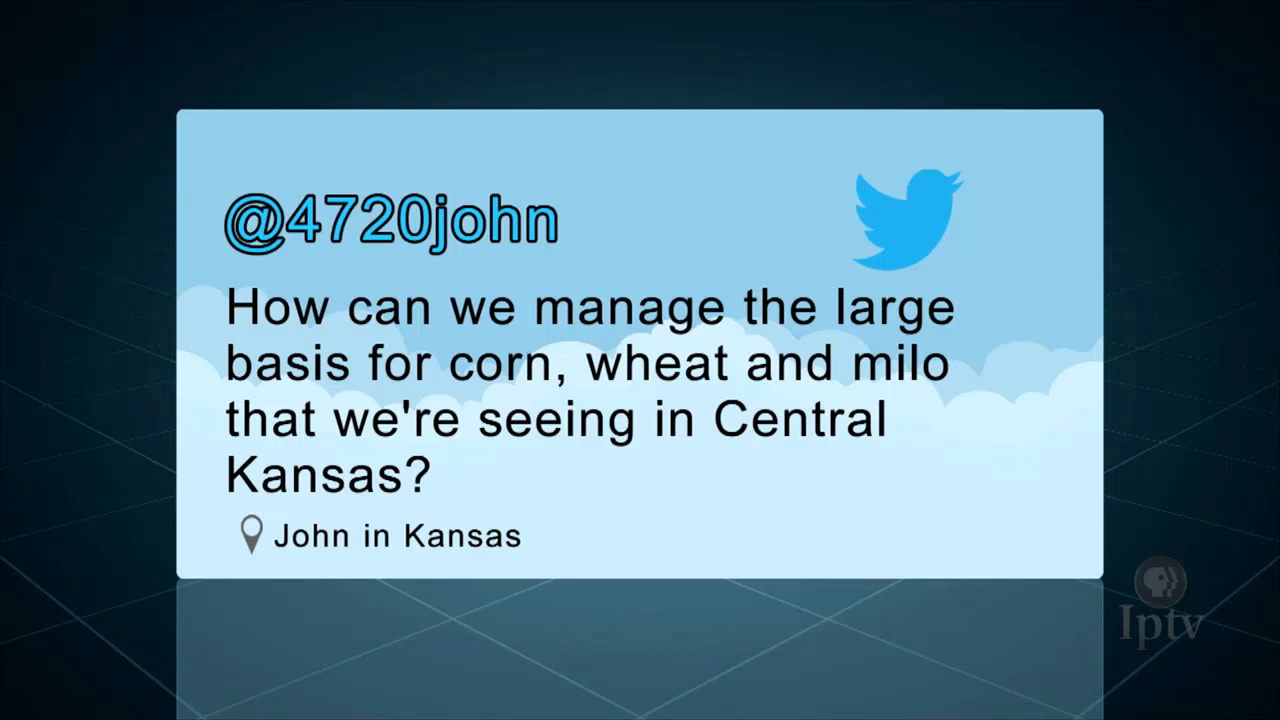 @4720john
How can we manage the large
basis for corn, wheat and milo
that we're seeing in Central
Kansas?
John in Kansas
Iptv